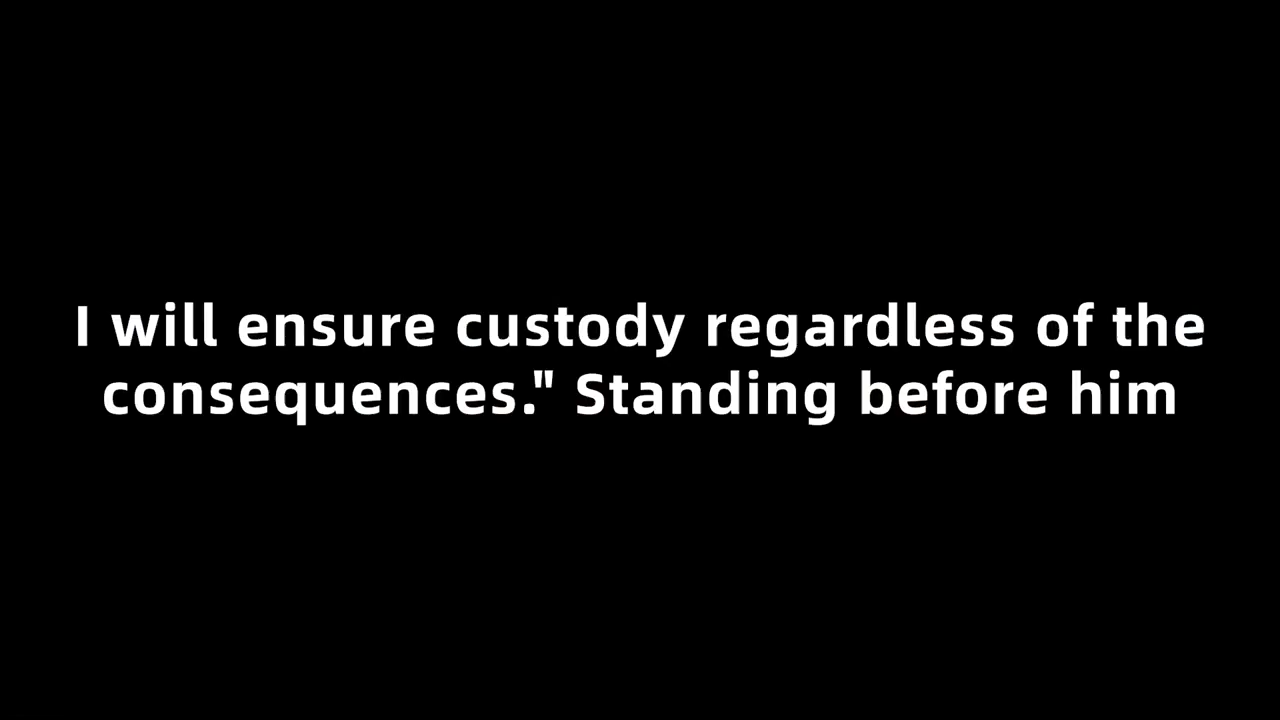 I will ensure custody regardless of the
consequences." Standing before him